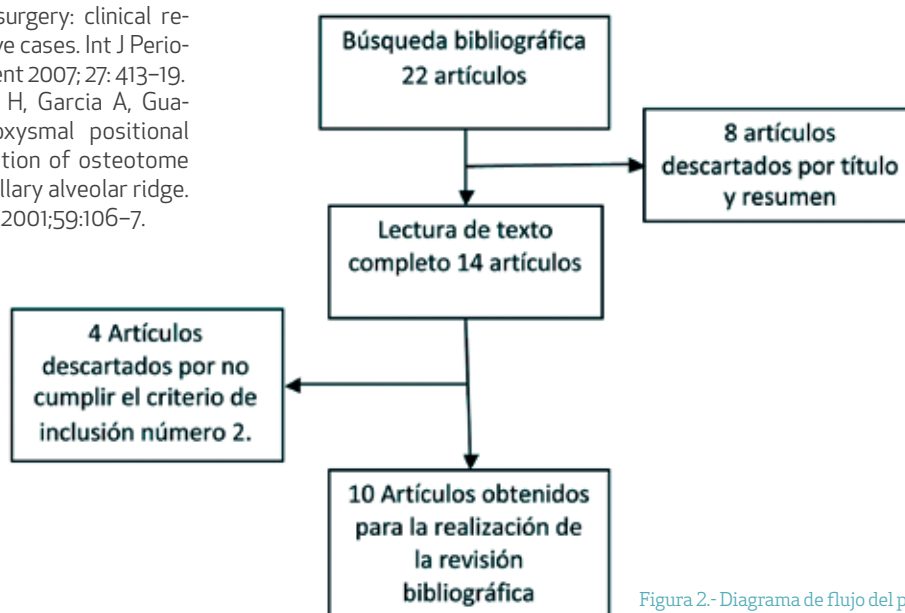 surgery: clinical re-
ve cases. Int J Perio-
ent 2007; 27: 413–19.
H, Garcia A, Gua-
oxysmal positional
tion of osteotome
llary alveolar ridge.
2001;59:106–7.
Búsqueda bibliográfica
22 artículos
8 artículos
descartados por título
y resumen
Lectura de texto
completo 14 artículos
4 Artículos
descartados por no
cumplir el criterio de
inclusión número 2.
10 Artículos obtenidos
para la realización de
la revisión
bibliográfica
Figura 2.- Diagrama de flujo del p